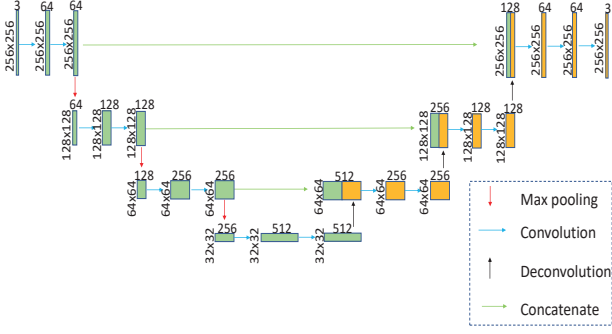 3 64 64 128 64 64 3
256x256 256x256 256x256 256x256 256x256 256x256 256x256
64 128 128 256 128 128
128x128 128x128 128x128 128x128 128x128 128x128
128 256 256 512 256 256
64x64 64x64 64x64 64x64 64x64 64x64
256 512 512
32x32 32x32 32x32
Max pooling
Convolution
Deconvolution
Concatenate